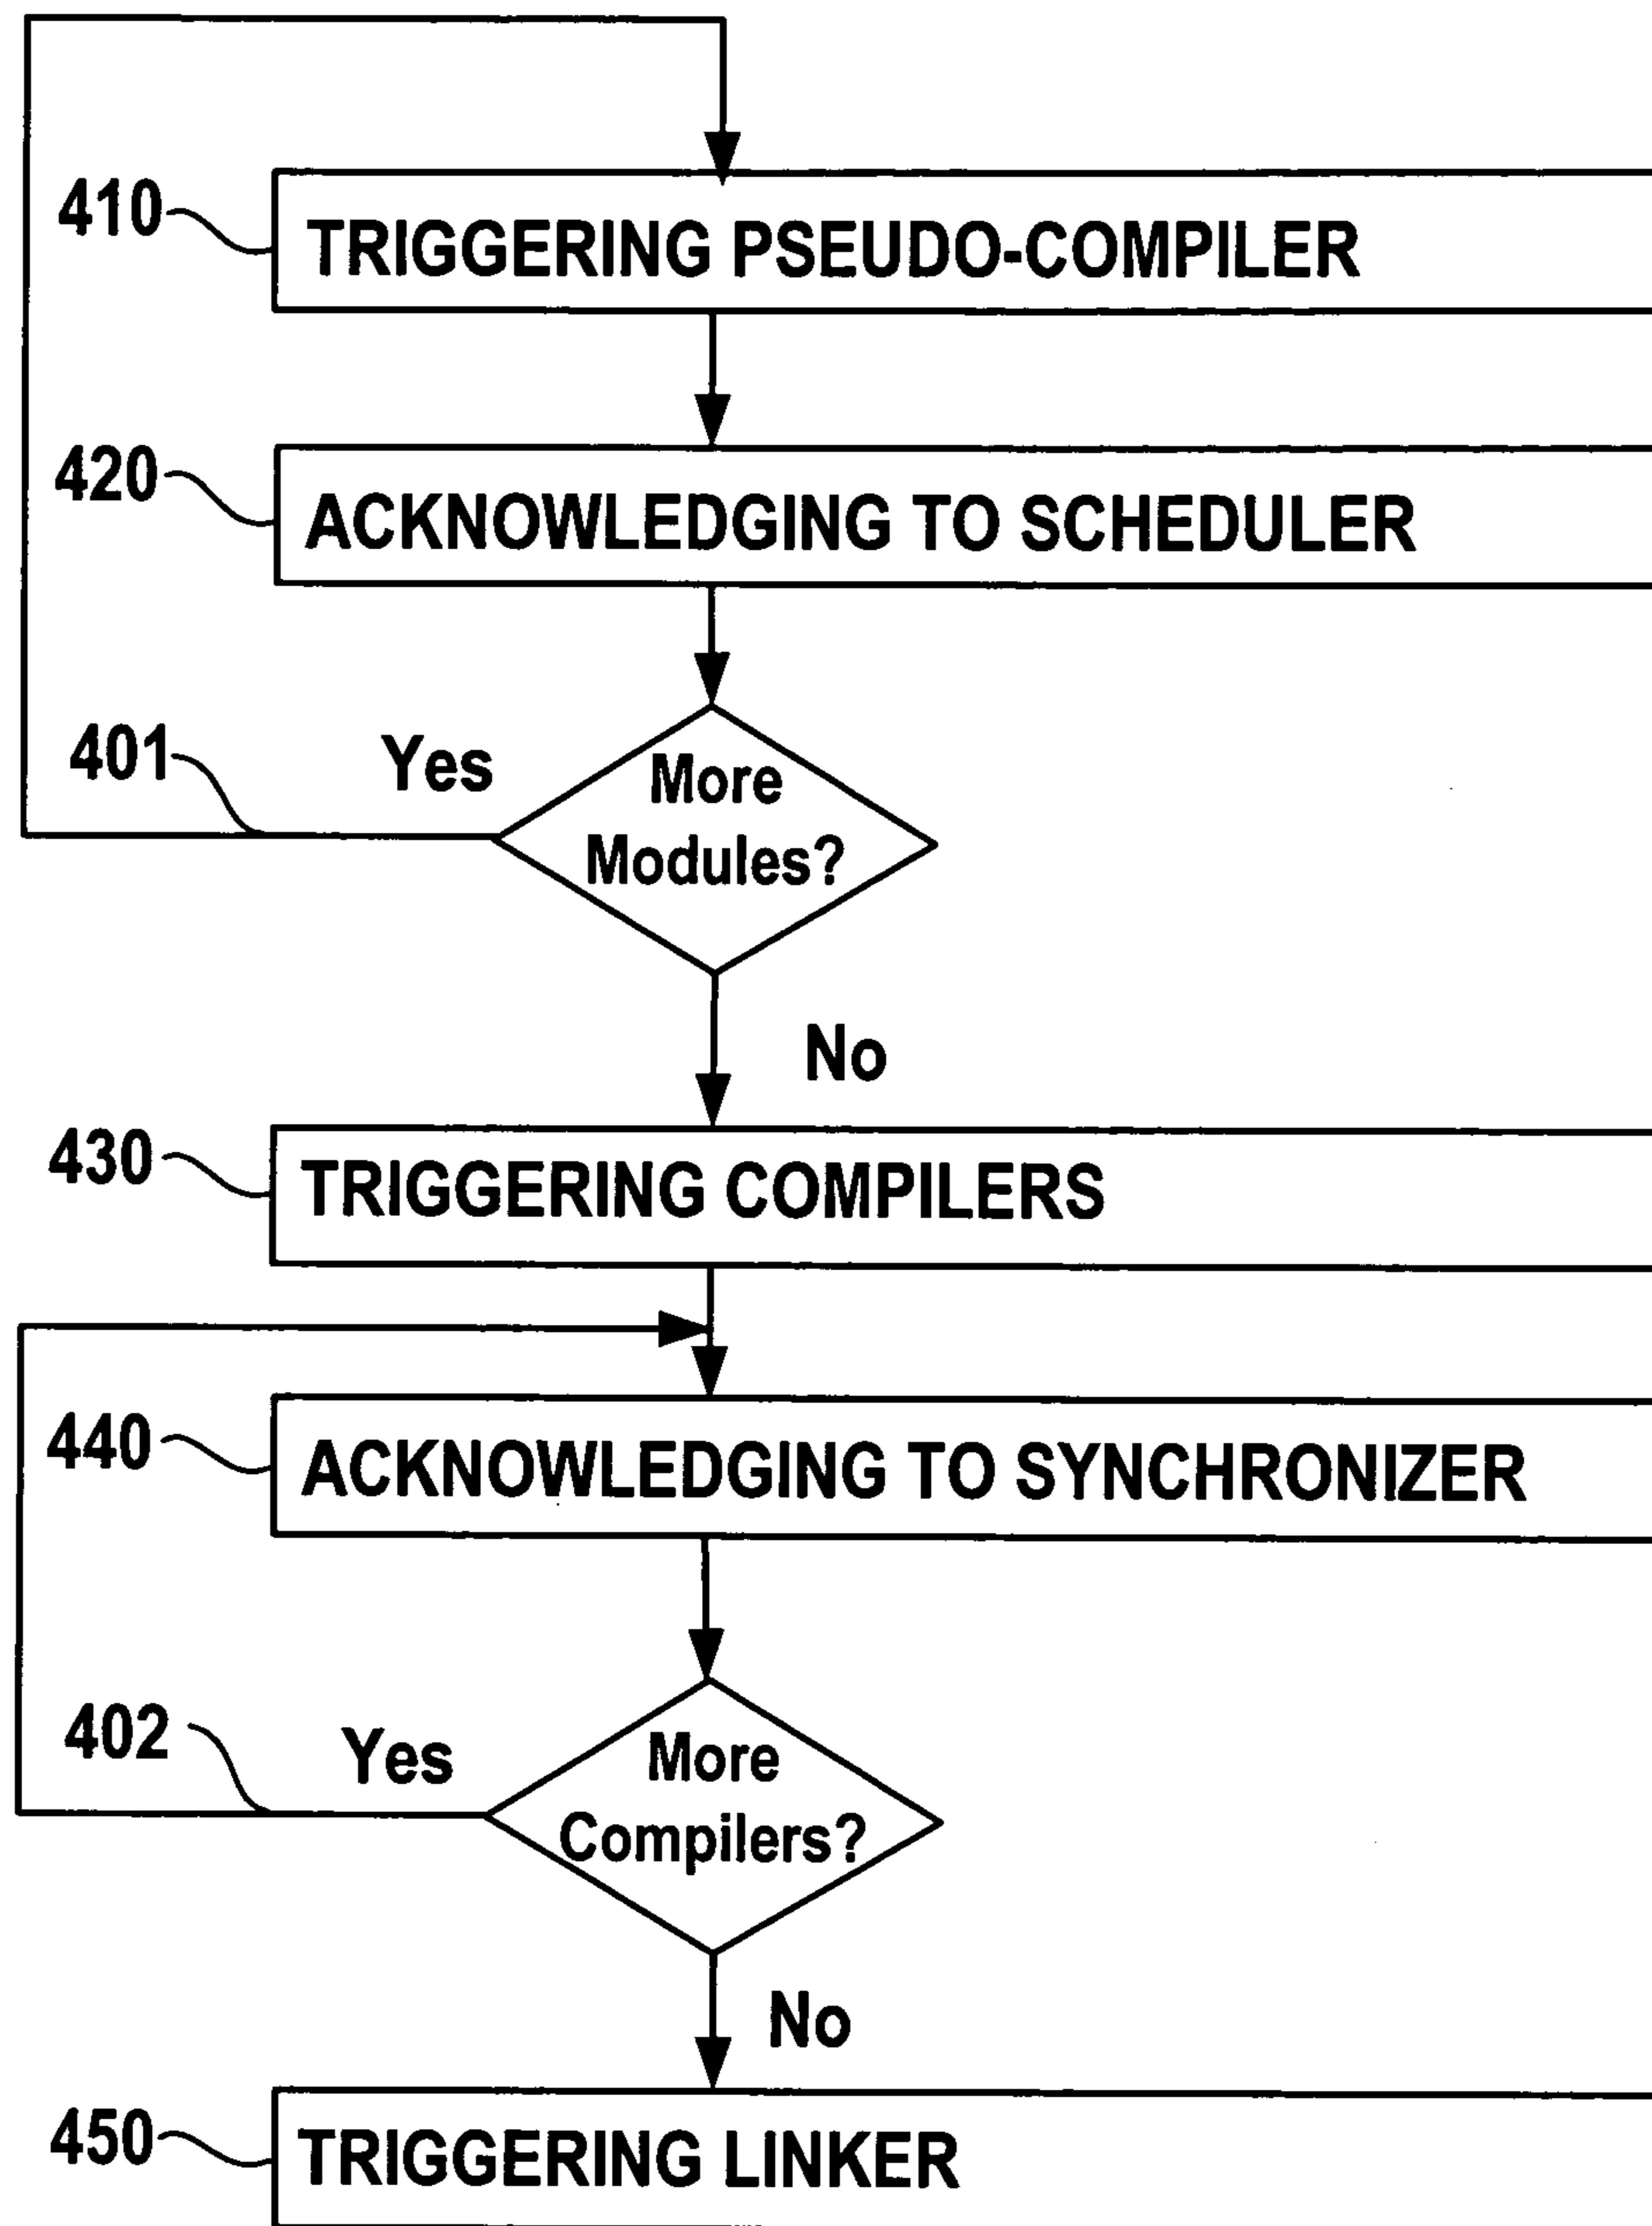 410
TRIGGERING PSEUDO-COMPILER
420
ACKNOWLEDGING TO SCHEDULER
401
Yes
More
Modules?
No
430
TRIGGERING COMPILERS
440
ACKNOWLEDGING TO SYNCHRONIZER
402
Yes
More
Compilers?
No
450
TRIGGERING LINKER